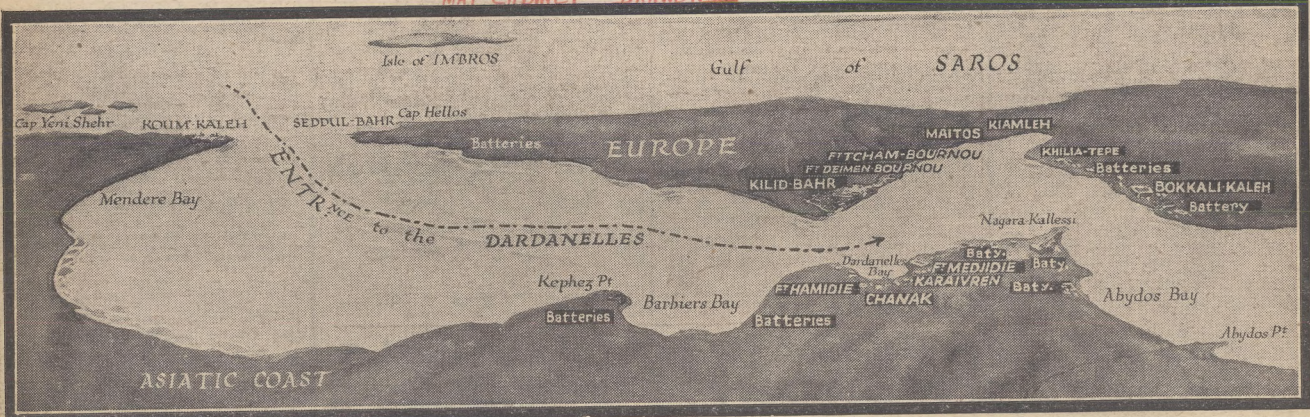 Isle of IMBROS
Gulf of SAROS
Cap Yeni Shehr
KOUM-KALEH
SEDDUL-BAHR
Cap Hellos
Batteries
EUROPE
MAITOS
KIAMLEH
FT TCHAM-BOURNOU
FT DEIMEN-BOURNOU
KILID-BAHR
KHILIA-TEPE
Batteries
BOKKALI-KALEH
Battery
Mendere Bay
ENTRANCE
to the
DARDANELLES
Nagara-Kallessi
Dardanelles
Bay
Baty.
FT MEDJIDIE
Baty.
KARAIVREN
Baty.
FT HAMIDIE
CHANAK
Kephez Pt
Batteries
Barbiers Bay
Batteries
Abydos Bay
Abydos Pt.
ASIATIC COAST